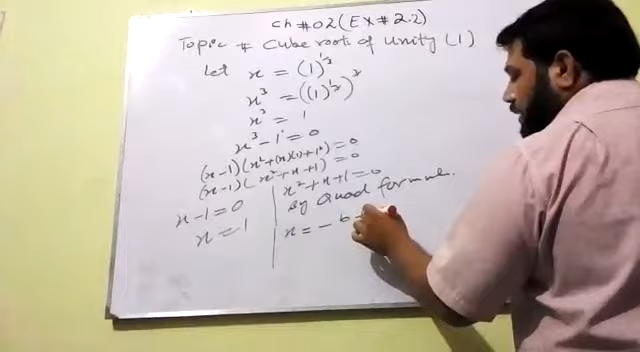 Ch #02(EX # 2.2)
Topic # Cube roots of Unity (1)
Let x = (1)^1/3
x^3 = ((1)^1/3)^3
x^3 = 1
x^3 - 1 = 0
(x-1)(x^2+(x)(1)+1^2)=0
(x-1)(x^2+x+1)=0
x-1=0
x=1
x^2+x+1=0
By Quad formula.
x = -b